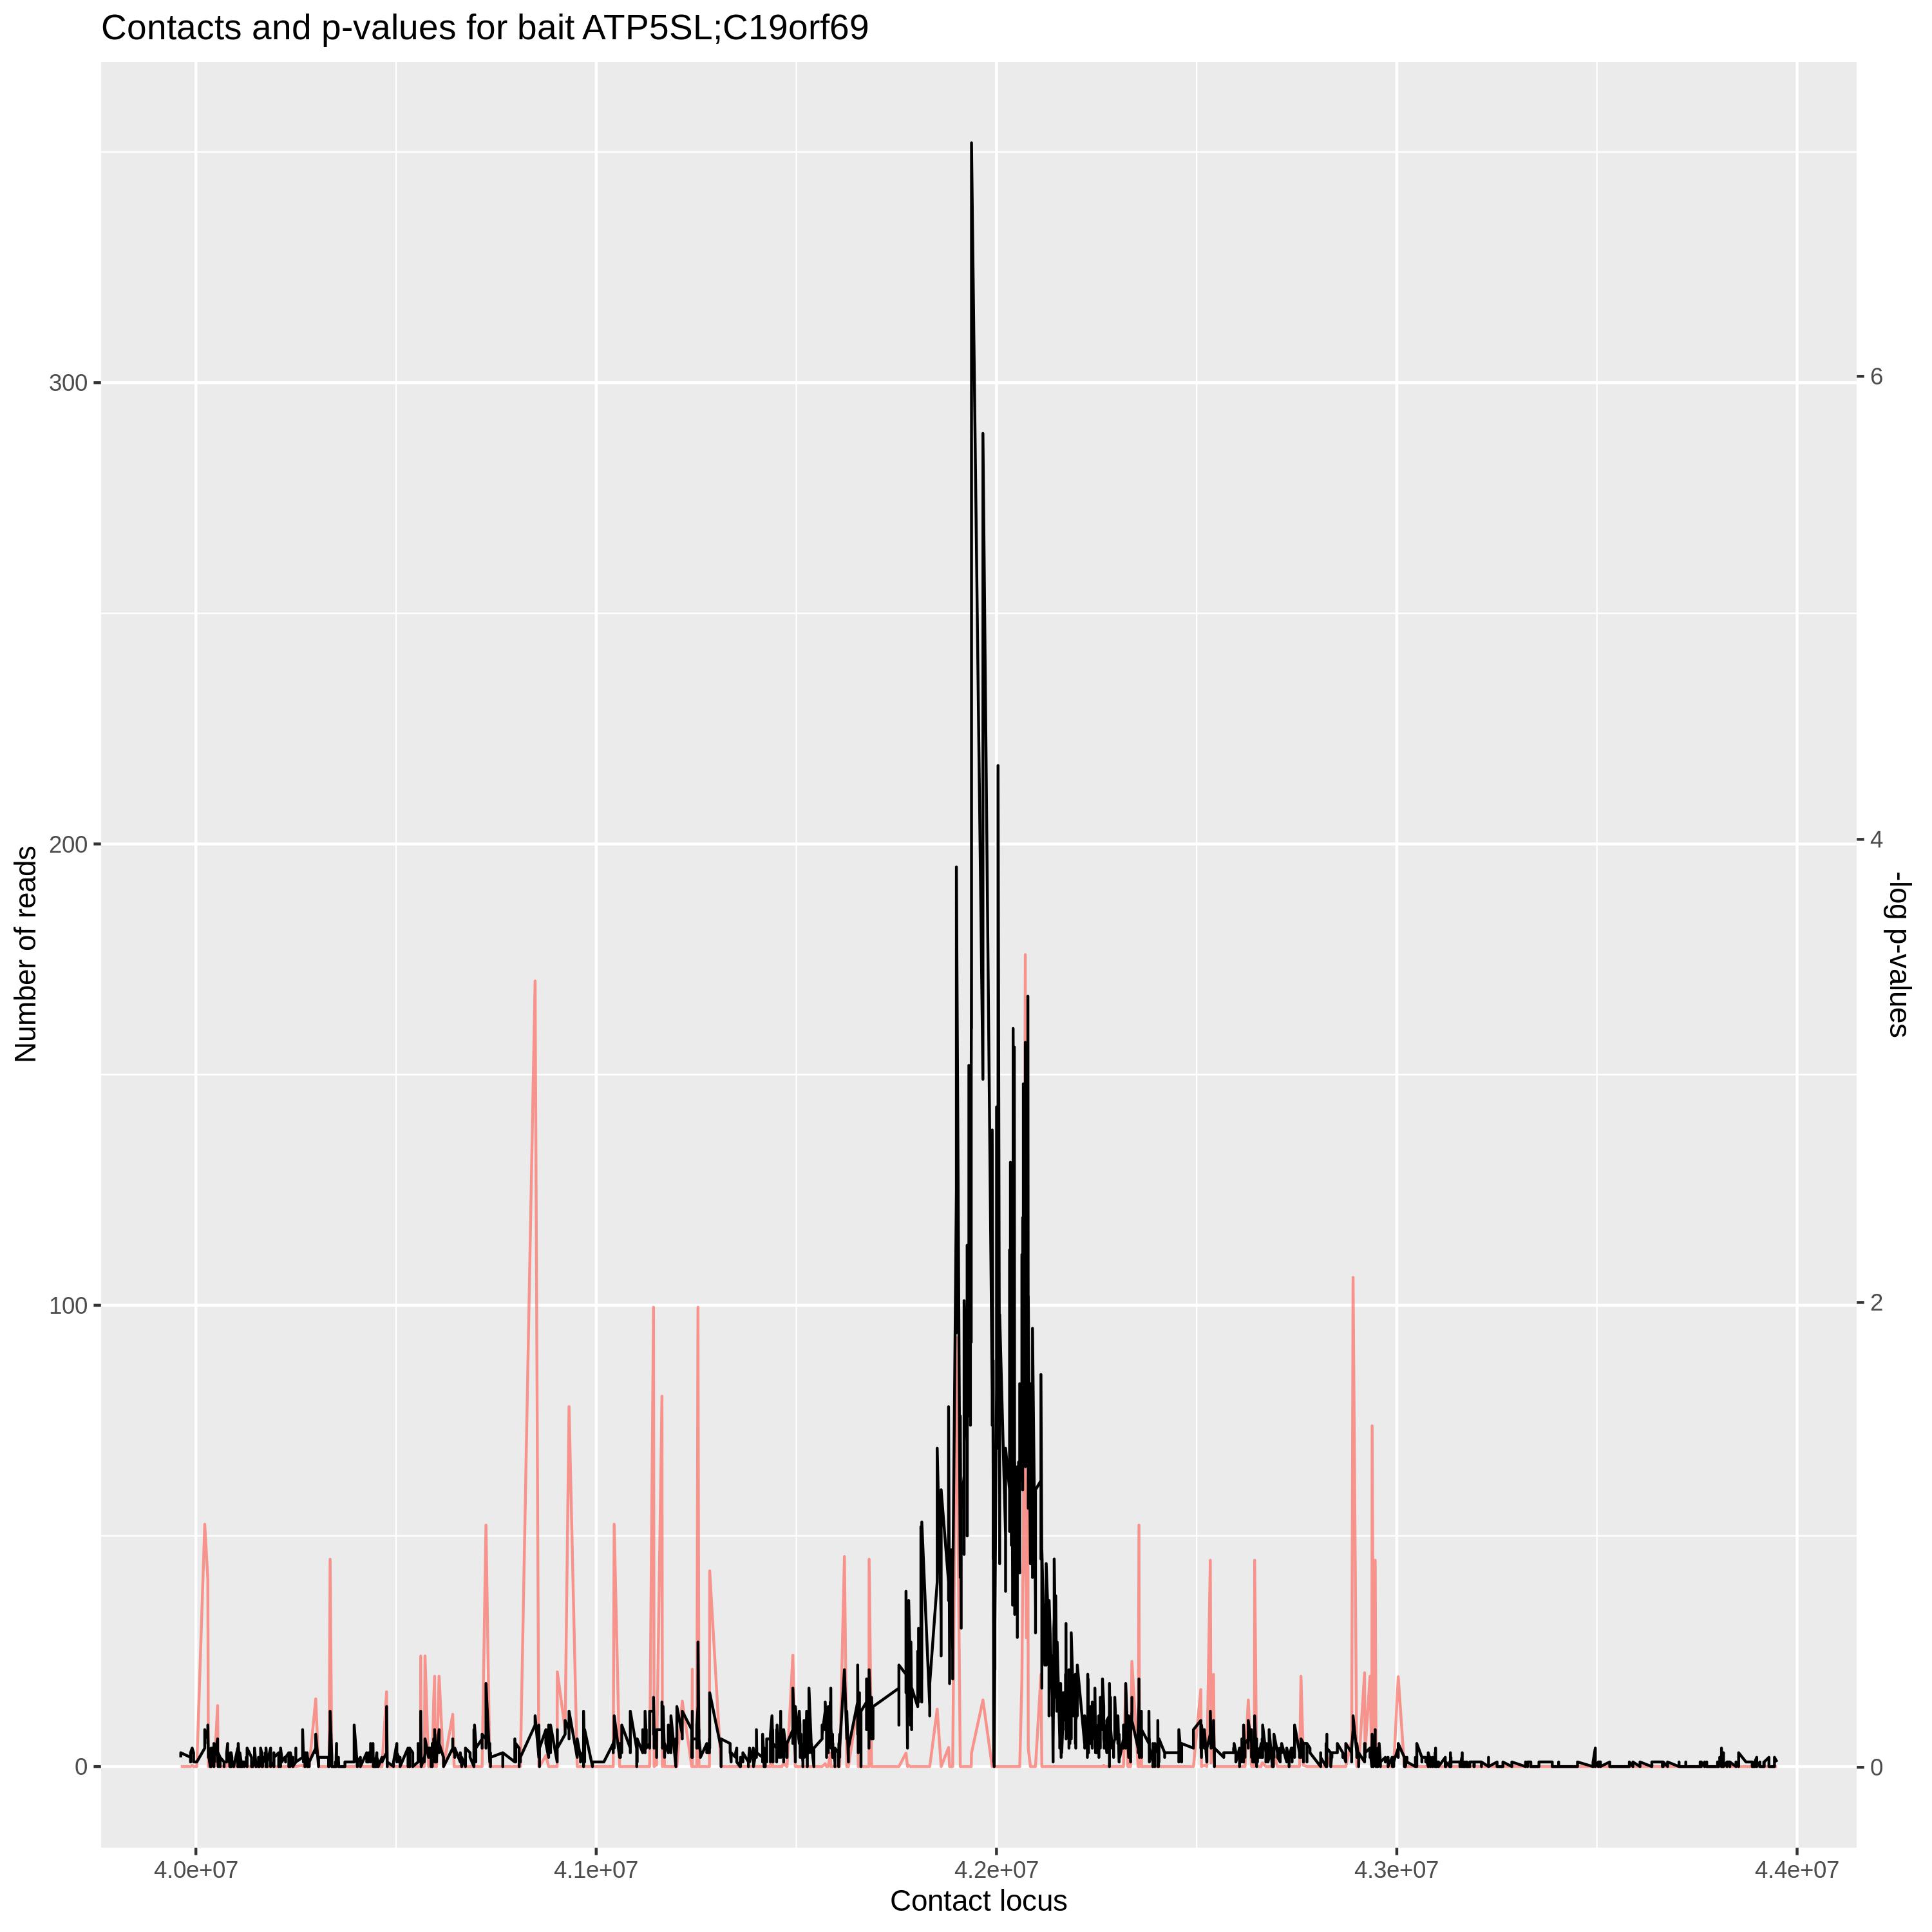 Contacts and p-values for bait ATP5SL;C19orf69
Number of reads
300
200
100
0
6
4
2
0
-log p-values
4.0e+07
4.1e+07
4.2e+07
4.3e+07
4.4e+07
Contact locus